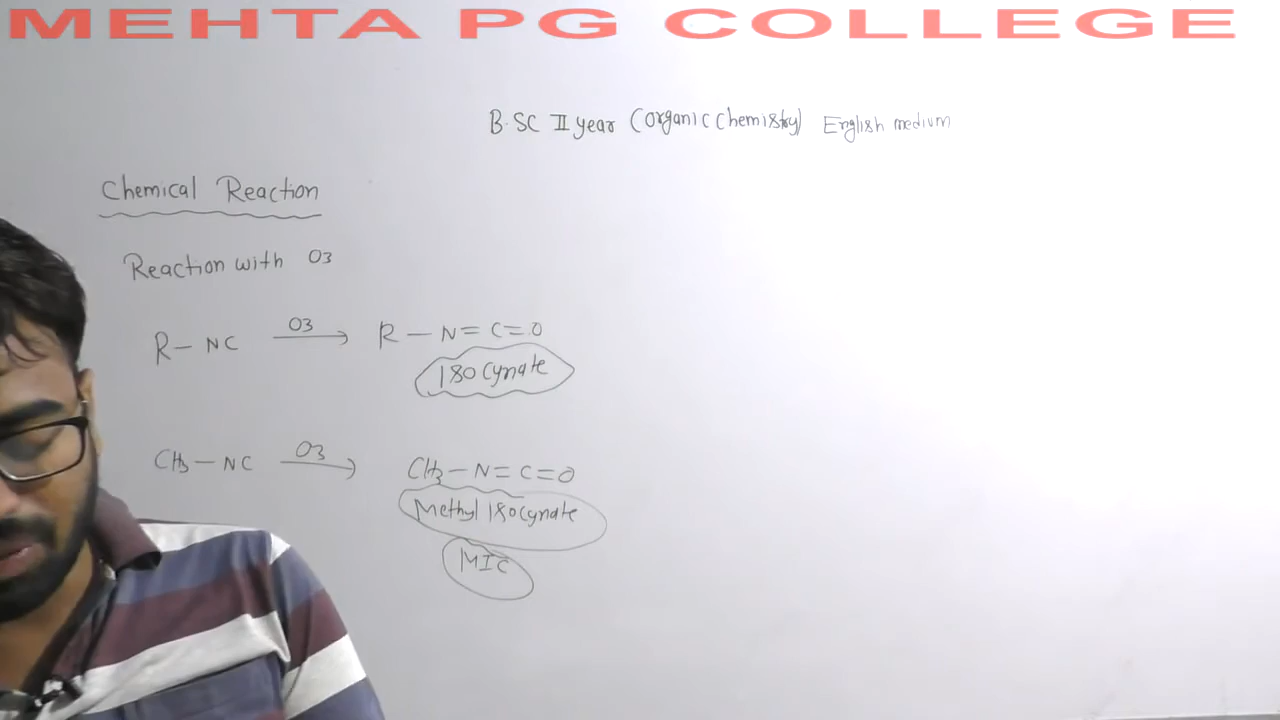 MEHTA PG COLLEGE
B.SC II year (Organic Chemistry) English medium
Chemical Reaction
Reaction with O3
R - NC O3 → R - N = C = O
Isocynate
CH3 - NC O3 → CH3 - N = C = O
Methyl Isocynate
MIC